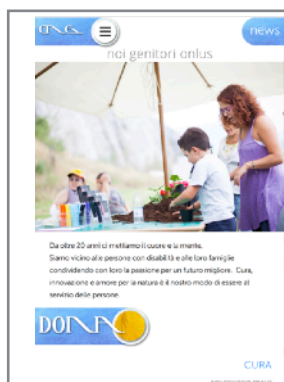 news
noi genitori onlus
Da oltre 20 anni ci mettiamo il cuore e la mente.
Siamo vicino alle persone con disabilità e alle loro famiglie
condividendo con loro la passione per un futuro migliore. Cura,
innovazione e amore per la natura è il nostro modo di essere al
servizio delle persone.
DONA
CURA